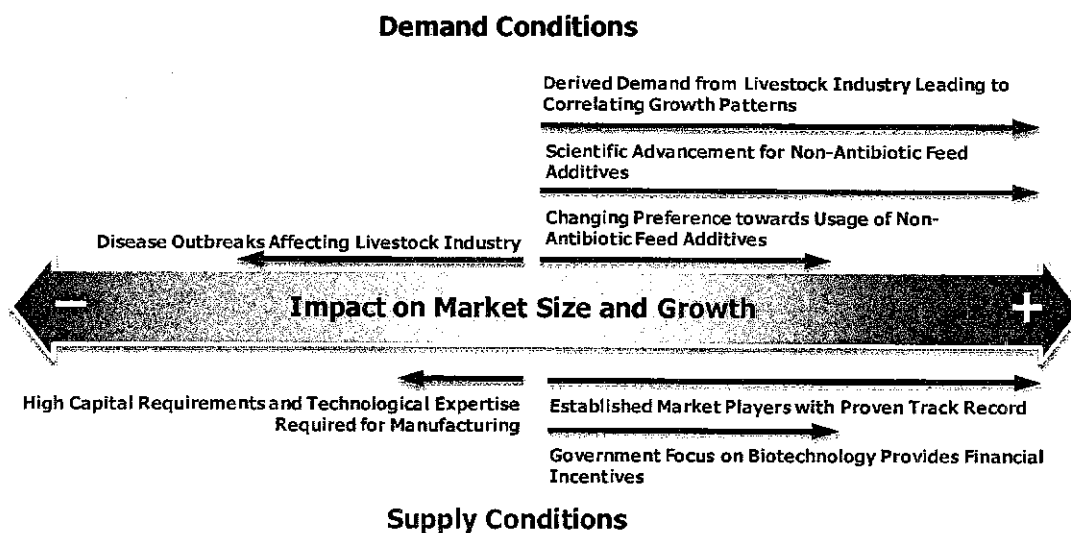 Demand Conditions
Derived Demand from Livestock Industry Leading to
Correlating Growth Patterns
Scientific Advancement for Non-Antibiotic Feed
Additives
Changing Preference towards Usage of Non-
Antibiotic Feed Additives
Disease Outbreaks Affecting Livestock Industry
− Impact on Market Size and Growth +
High Capital Requirements and Technological Expertise
Required for Manufacturing
Established Market Players with Proven Track Record
Government Focus on Biotechnology Provides Financial
Incentives
Supply Conditions